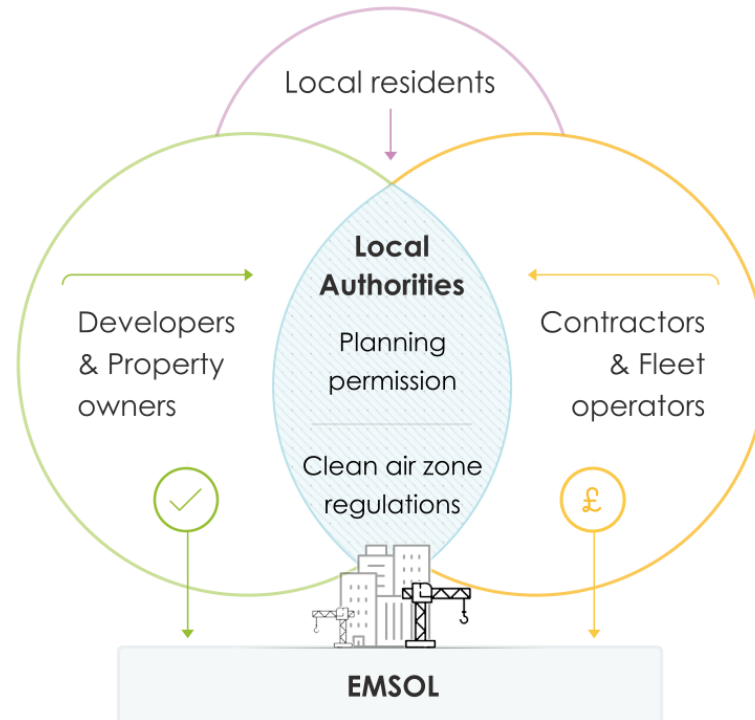 Local residents
Local
Authorities
Planning
permission
Clean air zone
regulations
Developers
& Property
owners
Contractors
& Fleet
operators
£
EMSOL